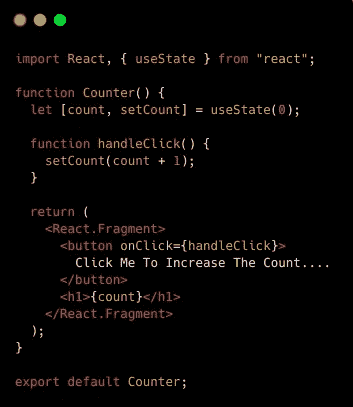 import React, { useState } from "react";
function Counter() {
let [count, setCount] = useState(0);
function handleClick() {
setCount(count + 1);
}
return (
<React.Fragment>
<button onClick={handleClick}>
Click Me To Increase The Count....
</button>
<h1>{count}</h1>
</React.Fragment>
);
}
export default Counter;